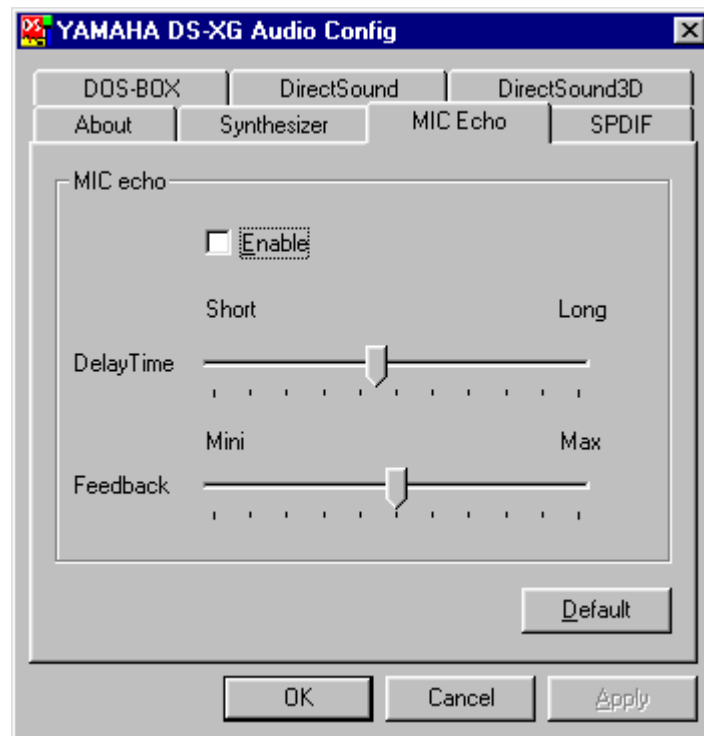 YAMAHA DS-XG Audio Config
DOS-BOX DirectSound DirectSound3D
About Synthesizer MIC Echo SPDIF
MIC echo
Enable
Short Long
DelayTime
Mini Max
Feedback
Default
OK Cancel Apply